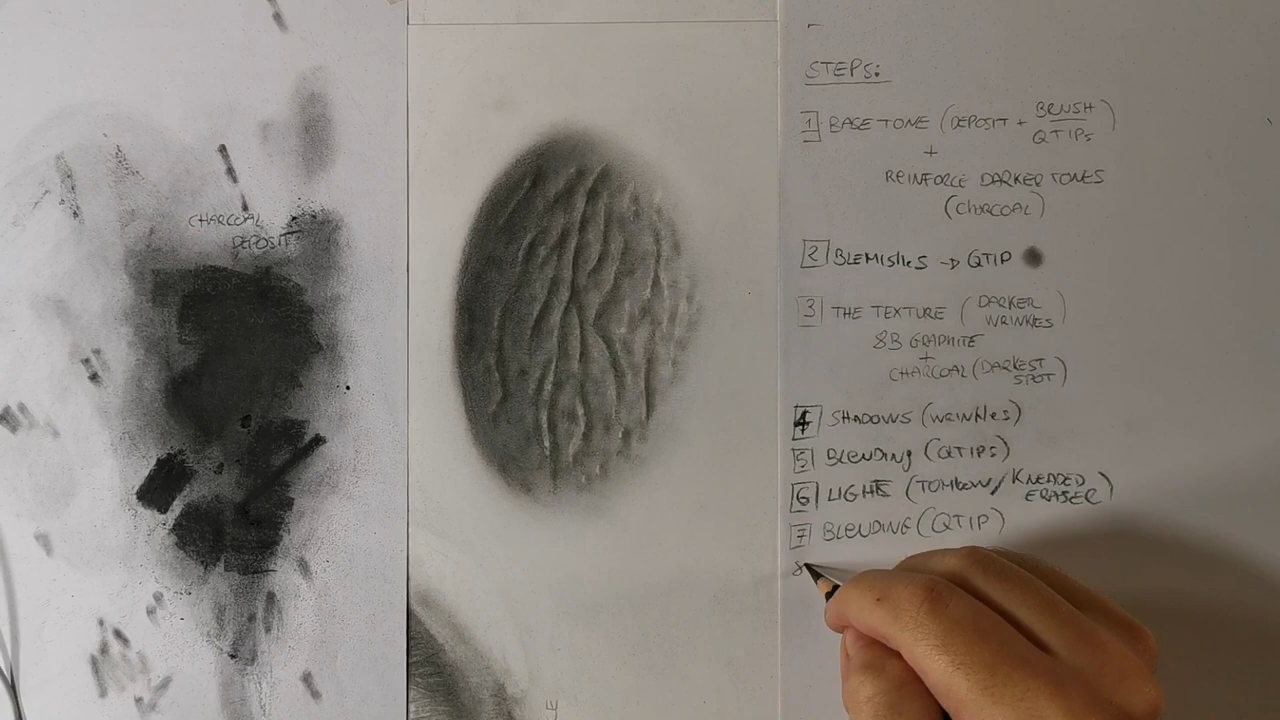 CHARCOAL
DEPOSIT
STEPS:
1 BASE TONE (DEPOSIT + BRUSH
QTIPS)
+
REINFORCE DARKER TONES
(CHARCOAL)
2 BLEMISHES → QTIP
3 THE TEXTURE (DARKER
WRINKLES)
8B GRAPHITE
+
CHARCOAL (DARKEST
SPOT)
4 SHADOWS (WRINKLES)
5 BLENDING (QTIPS)
6 LIGHTS (TOMBOW/KNEADED
ERASER)
7 BLENDING (QTIP)
8